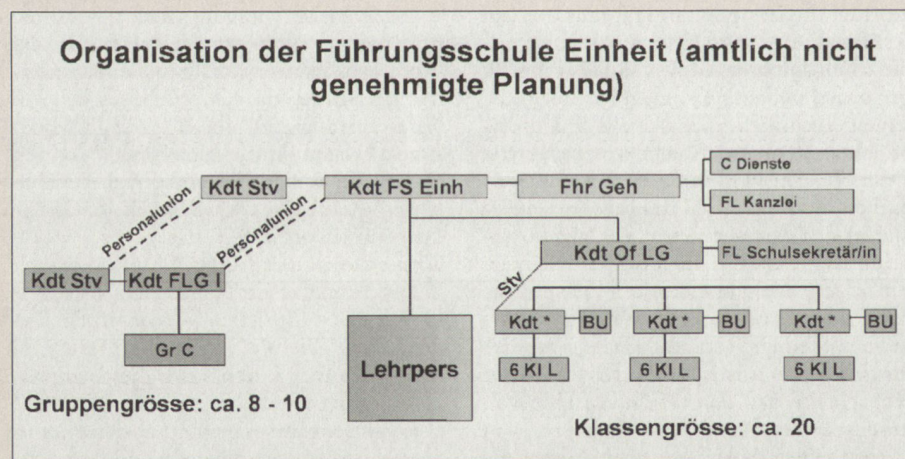 Organisation der Führungsschule Einheit (amtlich nicht
genehmigte Planung)
Kdt Stv
Kdt FS Einh
Fhr Geh
C Dienste
FL Kanzlei
Personalunion
Personalunion
Kdt Stv
Kdt FLG I
Kdt Of LG
FL Schulsekretär/in
Stv
Gr C
Lehrpers
Kdt *
BU
Kdt *
BU
Kdt *
BU
6 Kl L
6 Kl L
6 Kl L
Gruppengrösse: ca. 8 - 10
Klassengrösse: ca. 20